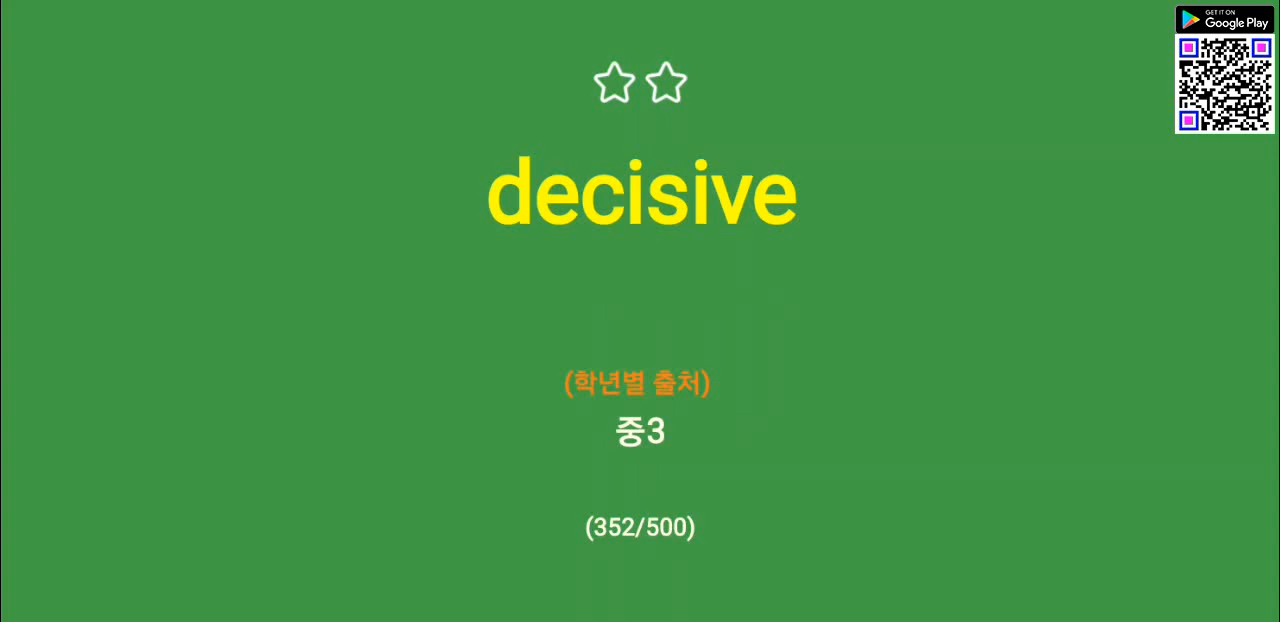 GET IT ON
Google Play
decisive
(학년별 출처)
중3
(352/500)